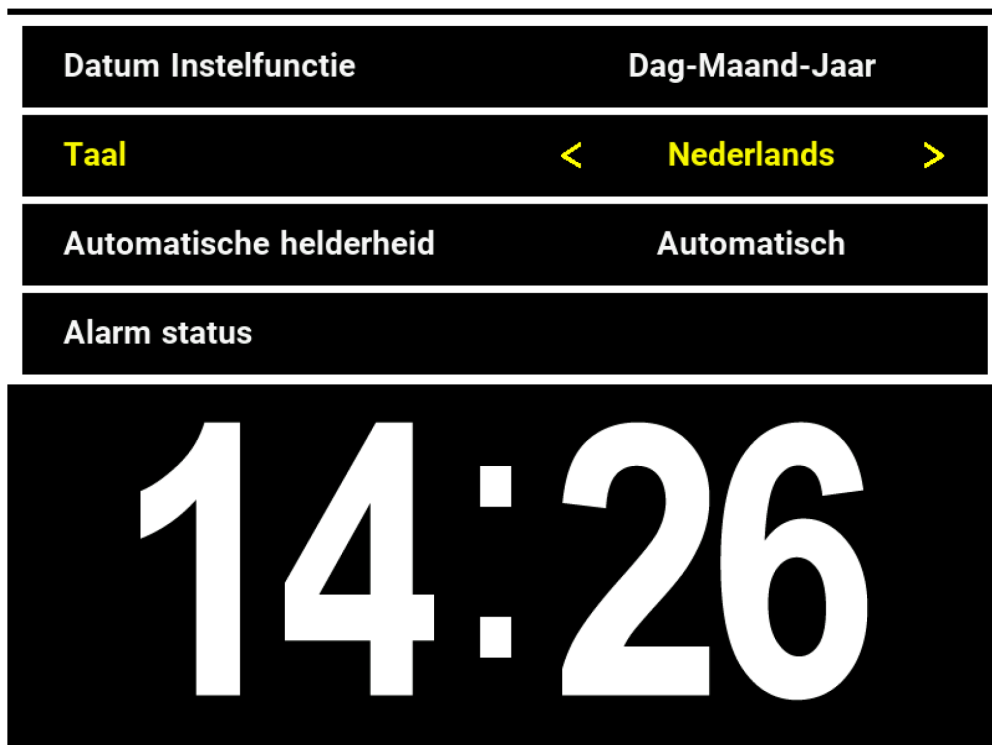 Datum Instelfunctie Dag-Maand-Jaar
Taal < Nederlands >
Automatische helderheid Automatisch
Alarm status
14:26